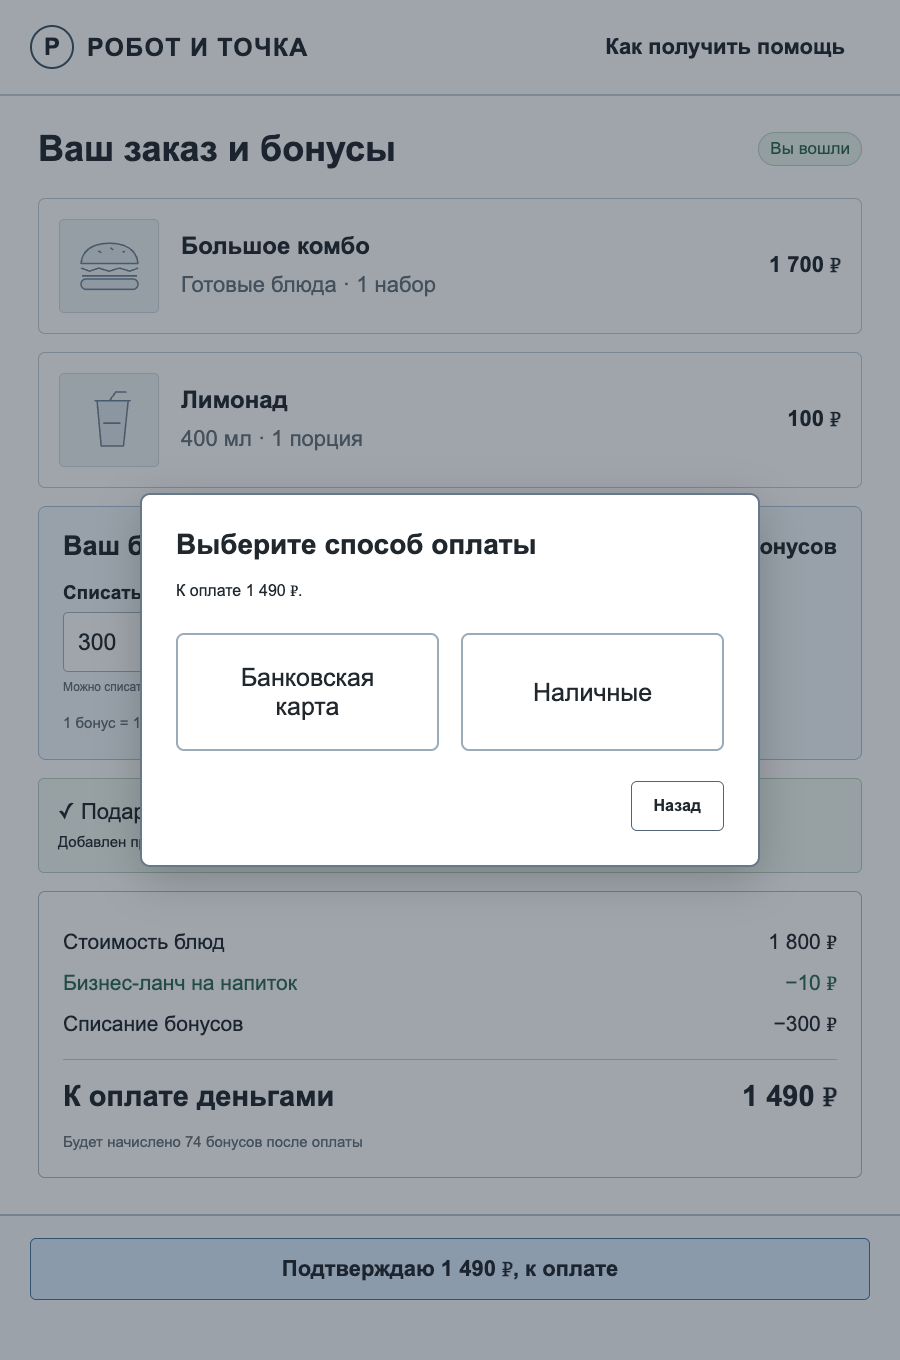 Р РОБОТ И ТОЧКА
Как получить помощь
Ваш заказ и бонусы
Вы вошли
Большое комбо
Готовые блюда · 1 набор
1 700 ₽
Лимонад
400 мл · 1 порция
100 ₽
Ваш
Списать
300
Можно
1 бонус = 1
Выберите способ оплаты
К оплате 1 490 ₽.
Банковская
карта
Наличные
Назад
✓
Добавлен
Стоимость блюд
1 800 ₽
Бизнес-ланч на напиток
−10 ₽
Списание бонусов
−300 ₽
К оплате деньгами
1 490 ₽
Будет начислено 74 бонусов после оплаты
Подтверждаю 1 490 ₽, к оплате